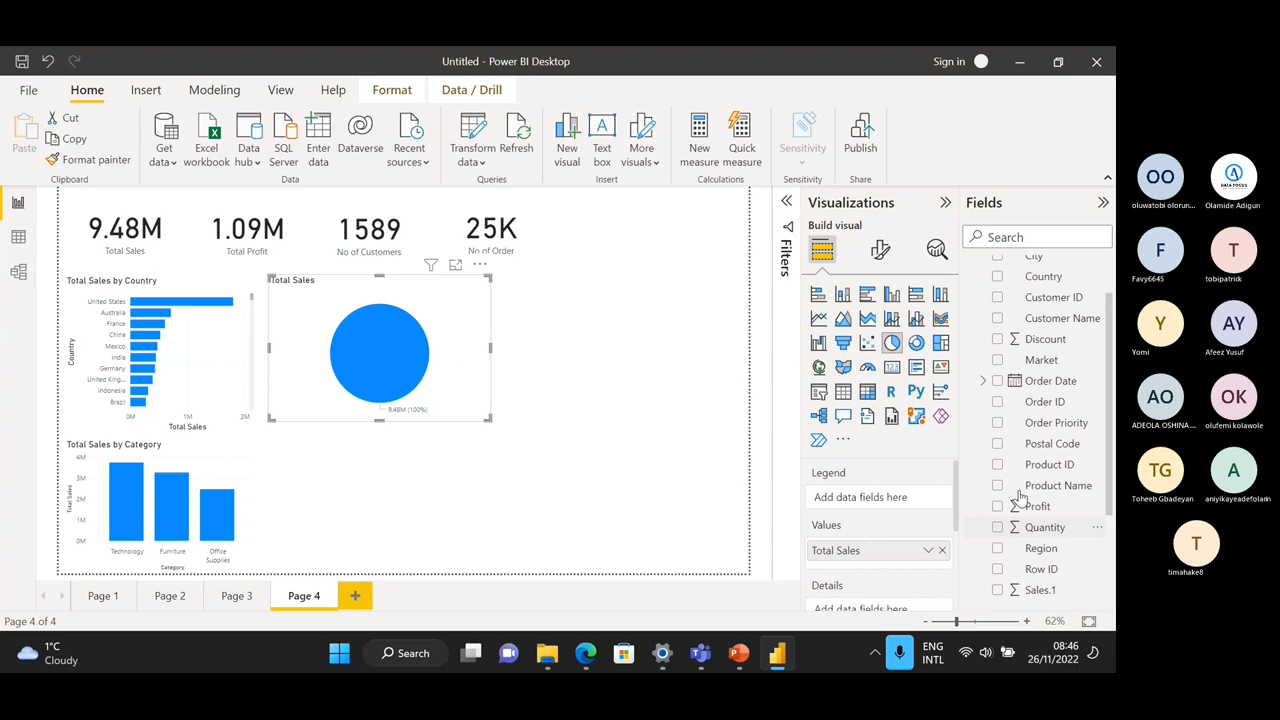 Untitled - Power BI Desktop
Sign in
File Home Insert Modeling View Help Format Data / Drill
Paste
Cut
Copy
Format painter
Get data
Excel workbook
Data hub
SQL Server
Enter data
Dataverse
Recent sources
Transform data
Refresh
New visual
Text box
More visuals
New measure
Quick measure
Sensitivity
Publish
Clipboard
Data
Queries
Insert
Calculations
Sensitivity
Share
9.48M
Total Sales
1.09M
Total Profit
1589
No of Customers
25K
No of Order
Total Sales by Country
Country
United States
Australia
France
China
Mexico
India
Germany
United King...
Indonesia
Brazil
0M 1M 2M
Total Sales
Total Sales
9.48M (100%)
Total Sales by Category
Total Sales
4M
3M
2M
1M
0M
Technology
Furniture
Office Supplies
Category
Filters
Visualizations
Build visual
R
Py
123
Legend
Add data fields here
Values
Total Sales
Details
Add data fields here
Fields
Search
City
Country
Customer ID
Customer Name
Discount
Market
Order Date
Order ID
Order Priority
Postal Code
Product ID
Product Name
Profit
Quantity
Region
Row ID
Sales.1
Page 1 Page 2 Page 3 Page 4
Page 4 of 4
62%
1°C
Cloudy
Search
ENG
INTL
08:46
26/11/2022
OO
oluwatobi olorun...
DATA FOCUS
Olamide Adigun
F
Favy6645
T
tobipatrick
Y
Yomi
AY
Afeez Yusuf
AO
ADEOLA OSHINA ...
OK
olufemi kolawole
TG
Toheeb Gbadeyan
A
aniyikayeadefolarin
T
timahake8